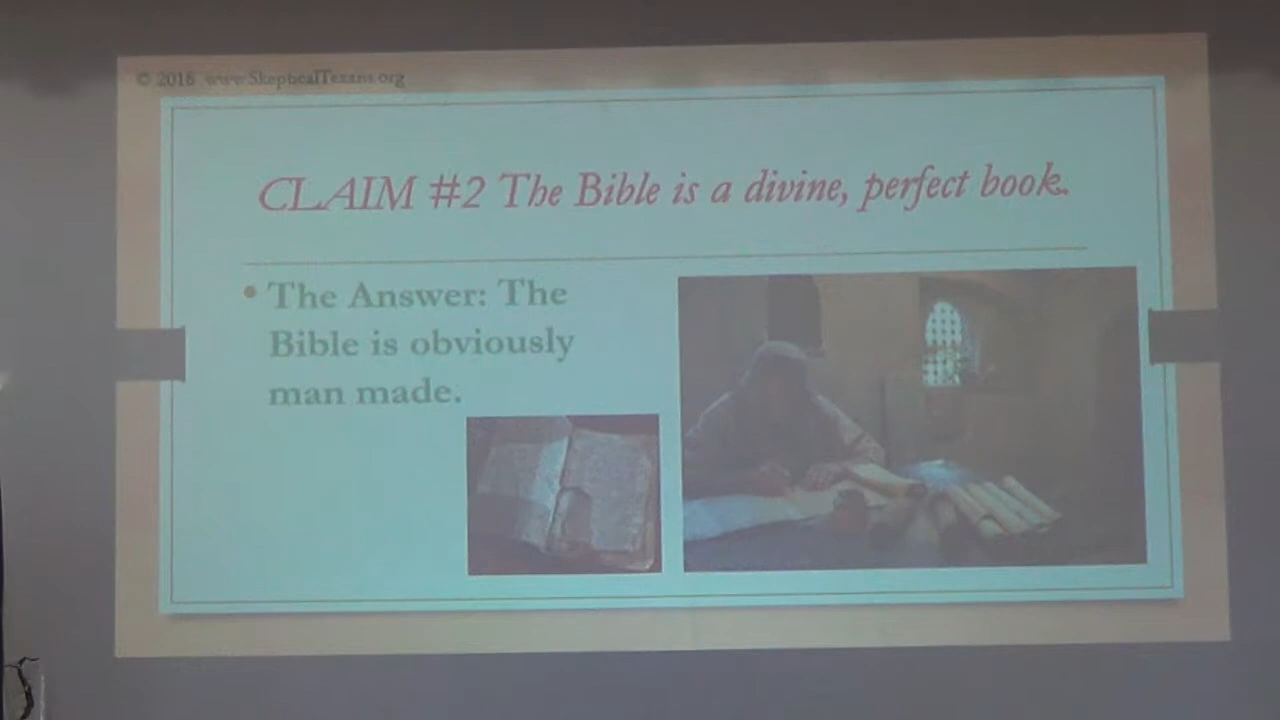 © 2016 www.SkepticalTexans.org
CLAIM #2 The Bible is a divine, perfect book.
• The Answer: The
Bible is obviously
man made.